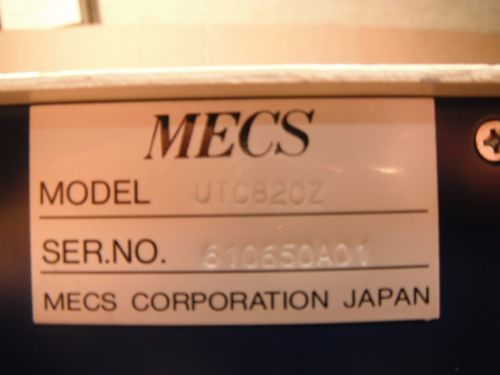 MECS
MODEL UTC820Z
SER.NO. 610650A01
MECS CORPORATION JAPAN